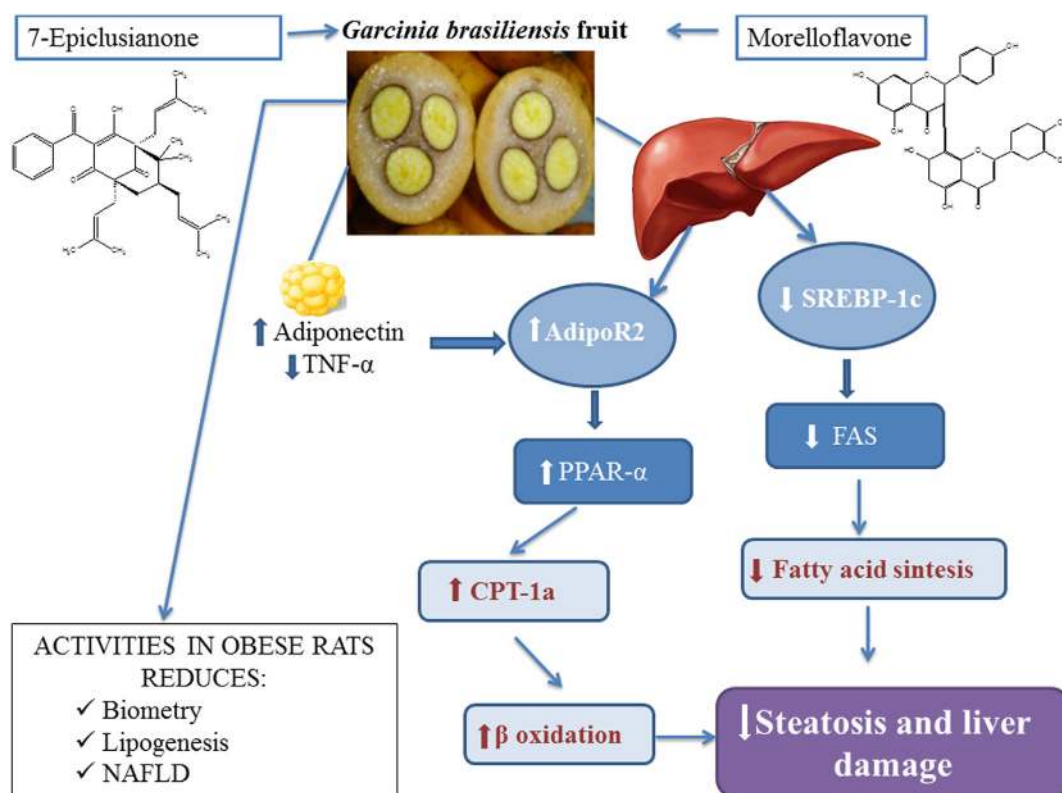 7-Epiclusianone
Garcinia brasiliensis fruit
Morelloflavone
↑ Adiponectin
↓ TNF-α
↑ AdipoR2
↓ SREBP-1c
↑ PPAR-α
↓ FAS
↑ CPT-1a
↓ Fatty acid sintesis
↑ β oxidation
↓ Steatosis and liver
damage
ACTIVITIES IN OBESE RATS
REDUCES:
✓ Biometry
✓ Lipogenesis
✓ NAFLD